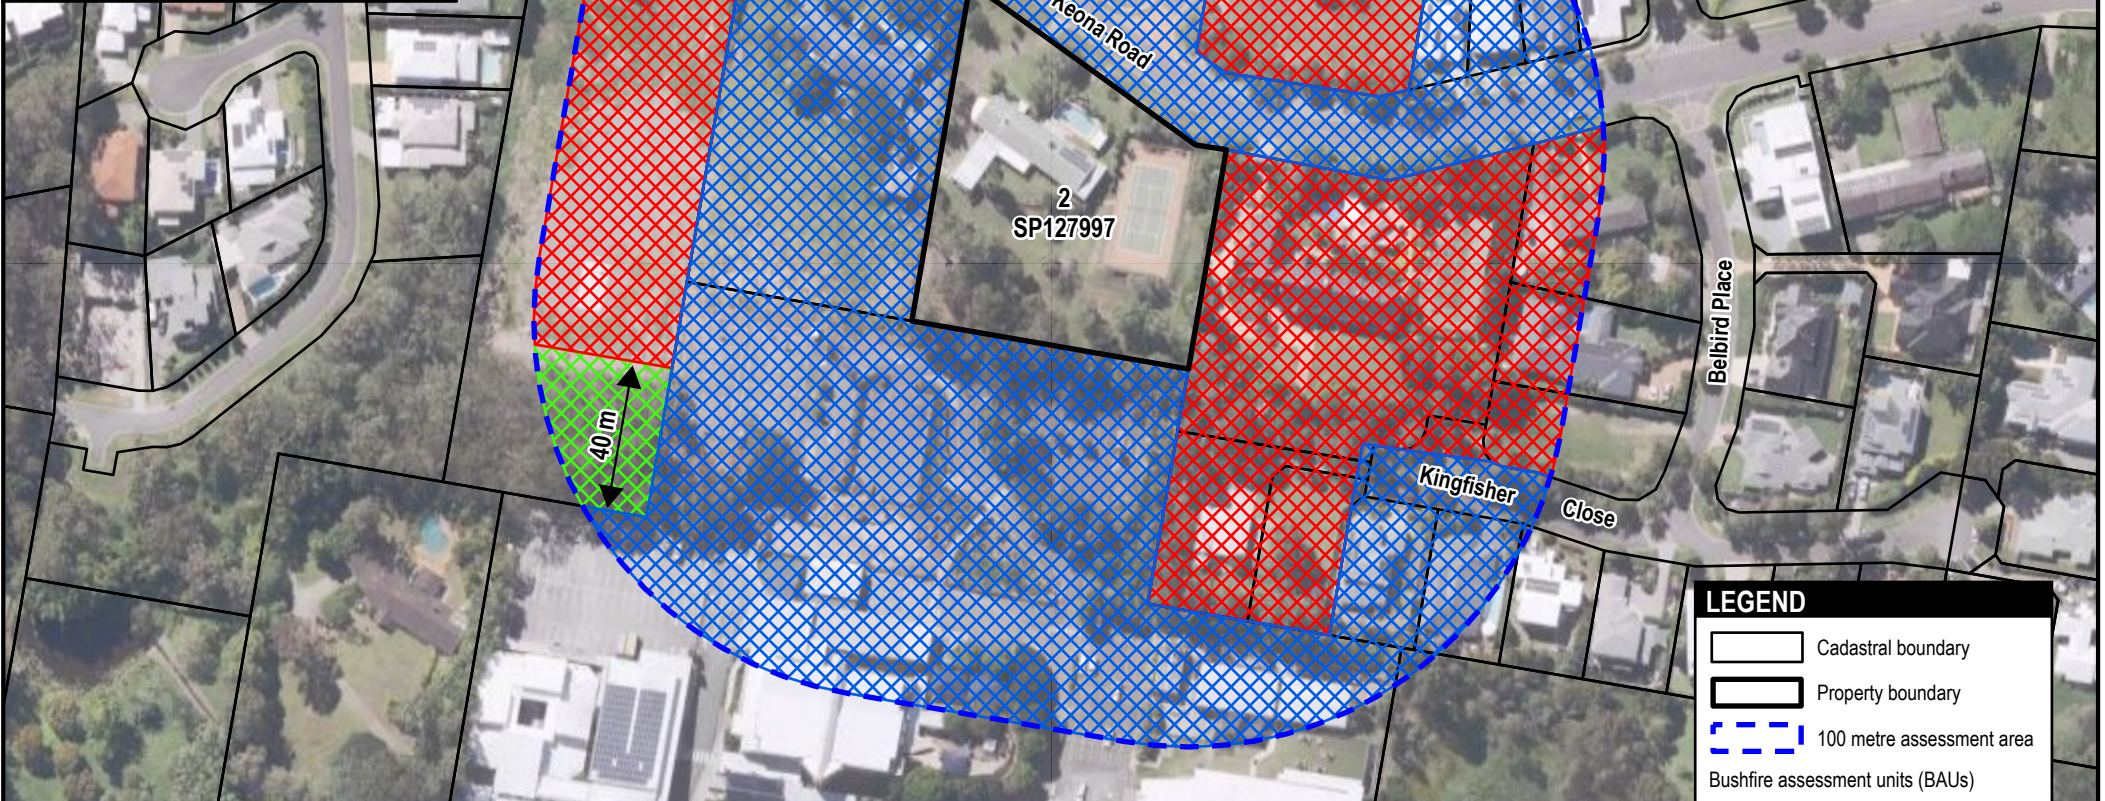 Keona Road
2
SP127997
Belbird Place
40 m
Kingfisher
Close
LEGEND
Cadastral boundary
Property boundary
100 metre assessment area
Bushfire assessment units (BAUs)